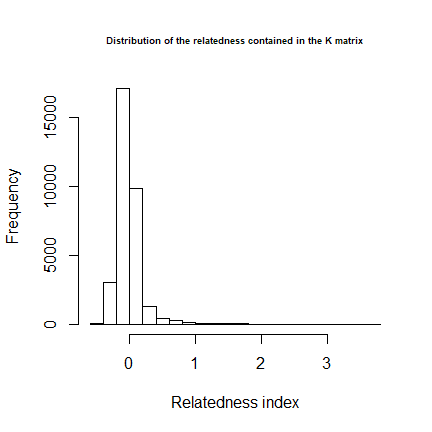 Distribution of the relatedness contained in the K matrix
Frequency
15000
10000
5000
0
0 1 2 3
Relatedness index